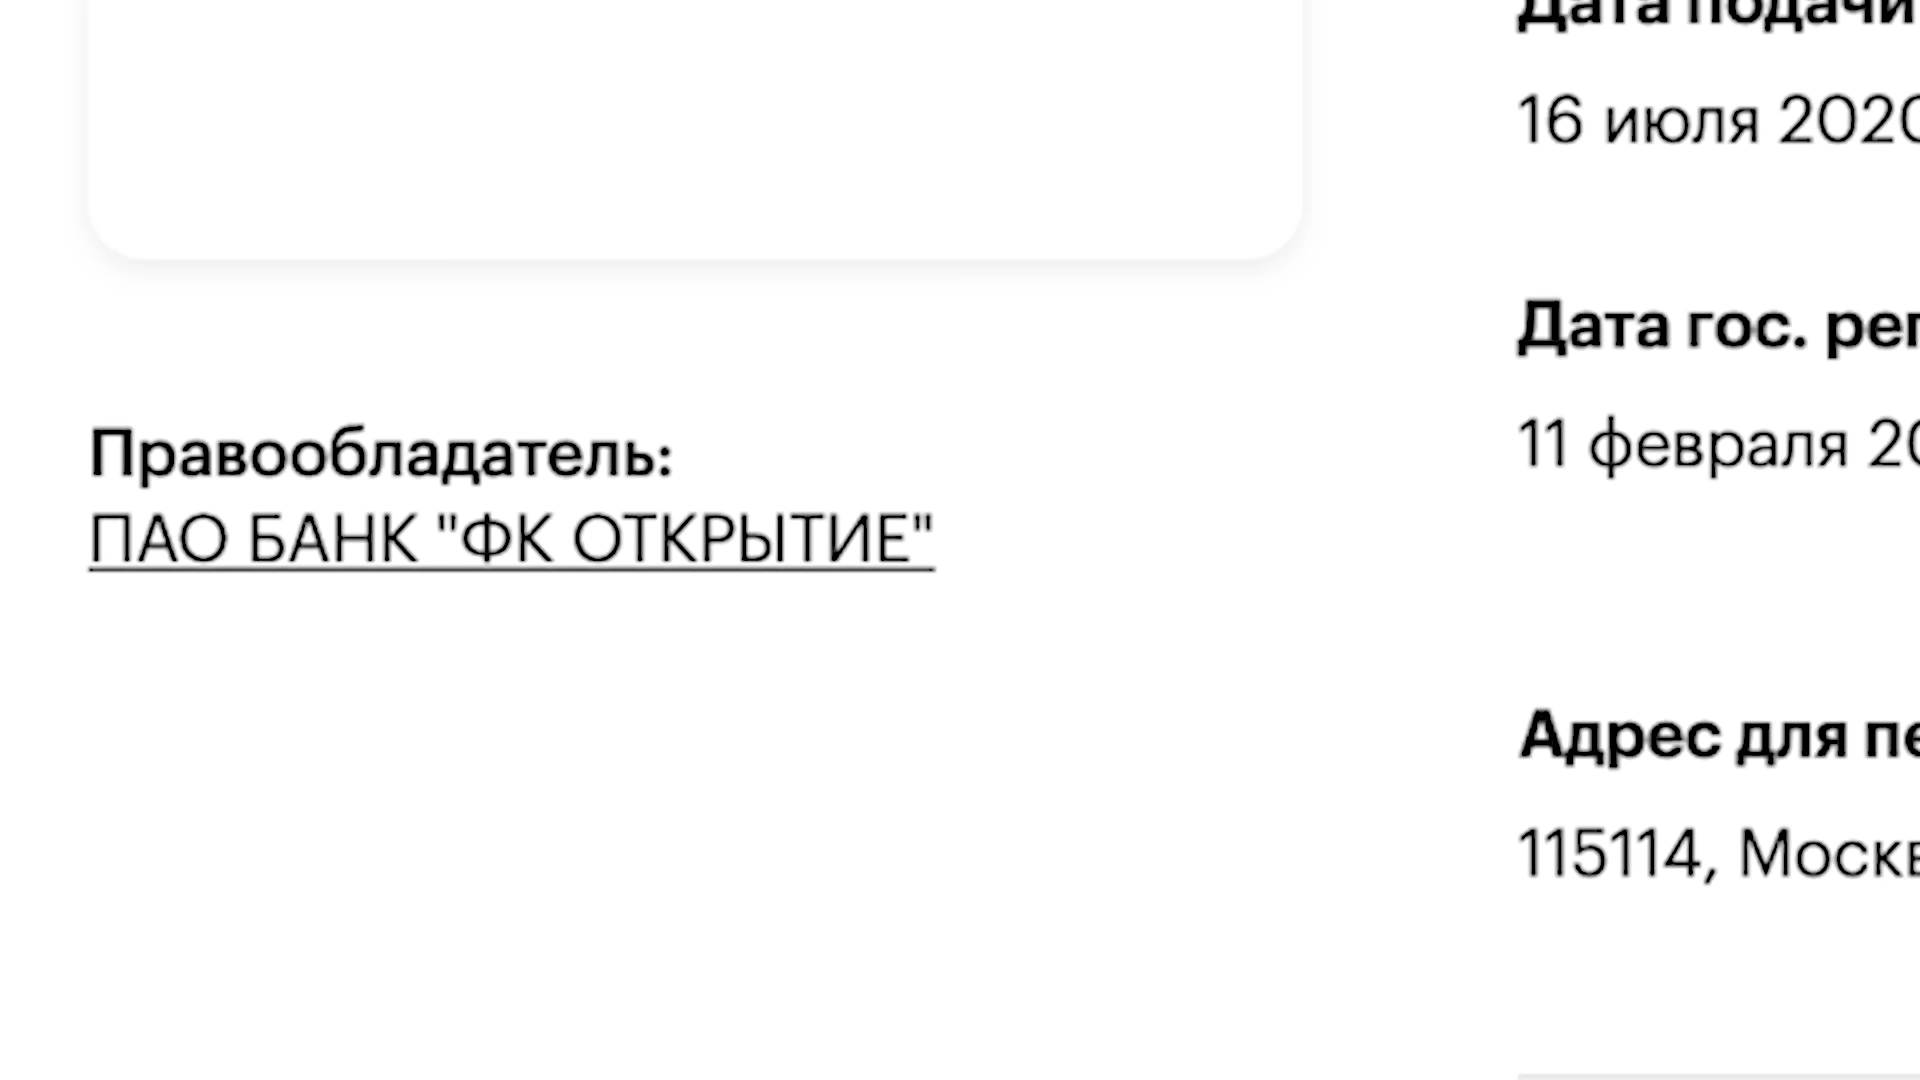 Дата подачи
16 июля 2020
Дата гос. рег
11 февраля 20
Правообладатель:
ПАО БАНК "ФК ОТКРЫТИЕ"
Адрес для пе
115114, Москв